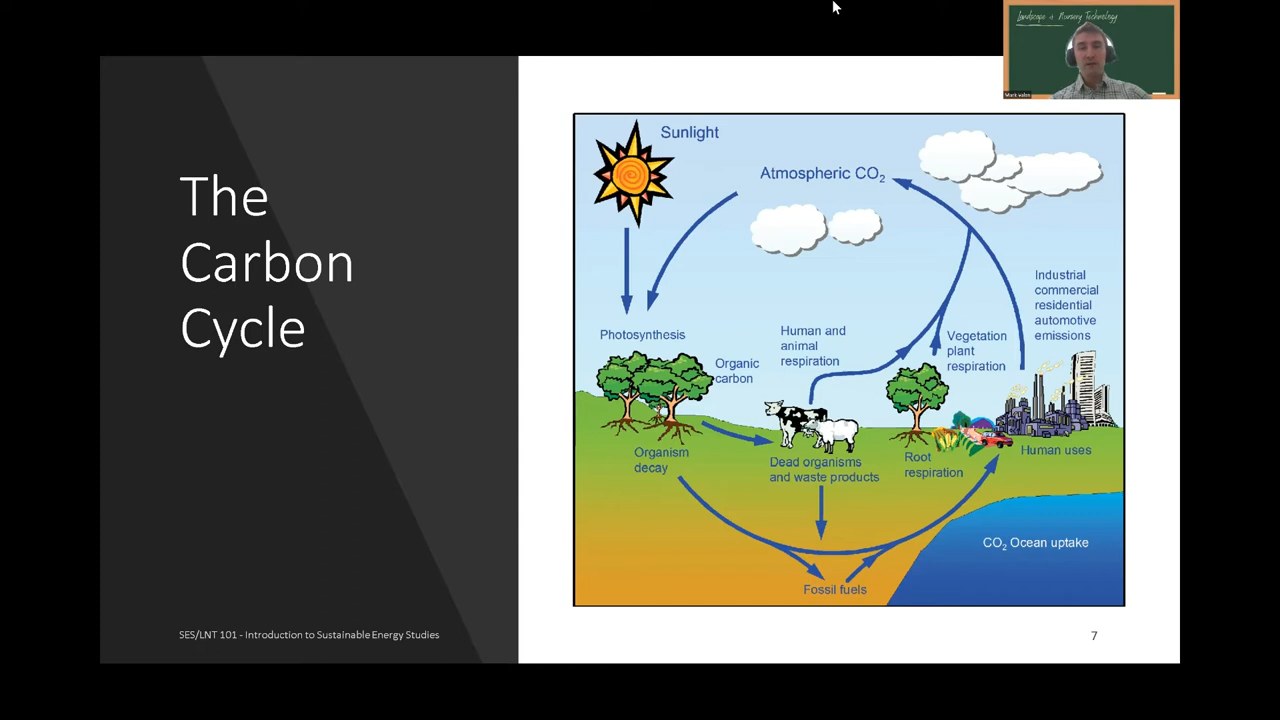 Landscape & Nursery Technology
Mark Wales
The
Carbon
Cycle
SES/LNT 101 - Introduction to Sustainable Energy Studies
Sunlight
Atmospheric CO₂
Industrial
commercial
residential
automotive
emissions
Photosynthesis
Organic
carbon
Human and
animal
respiration
Vegetation
plant
respiration
Organism
decay
Dead organisms
and waste products
Root
respiration
Human uses
CO₂ Ocean uptake
Fossil fuels
7